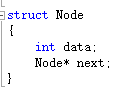 struct Node
{
    int data;
    Node* next;
}